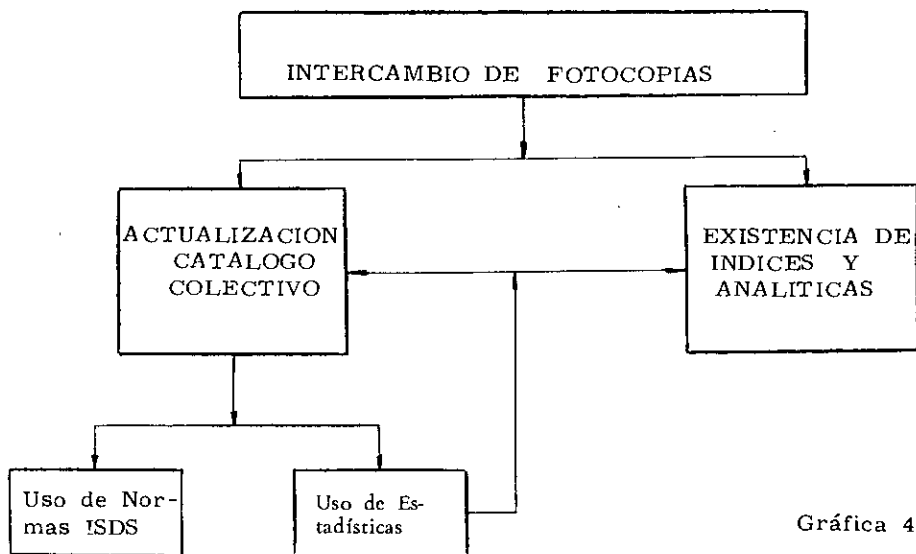 INTERCAMBIO DE FOTOCOPIAS
ACTUALIZACION
CATALOGO
COLECTIVO
EXISTENCIA DE
INDICES Y
ANALITICAS
Uso de Nor-
mas ISDS
Uso de Es-
tadísticas
Gráfica 4